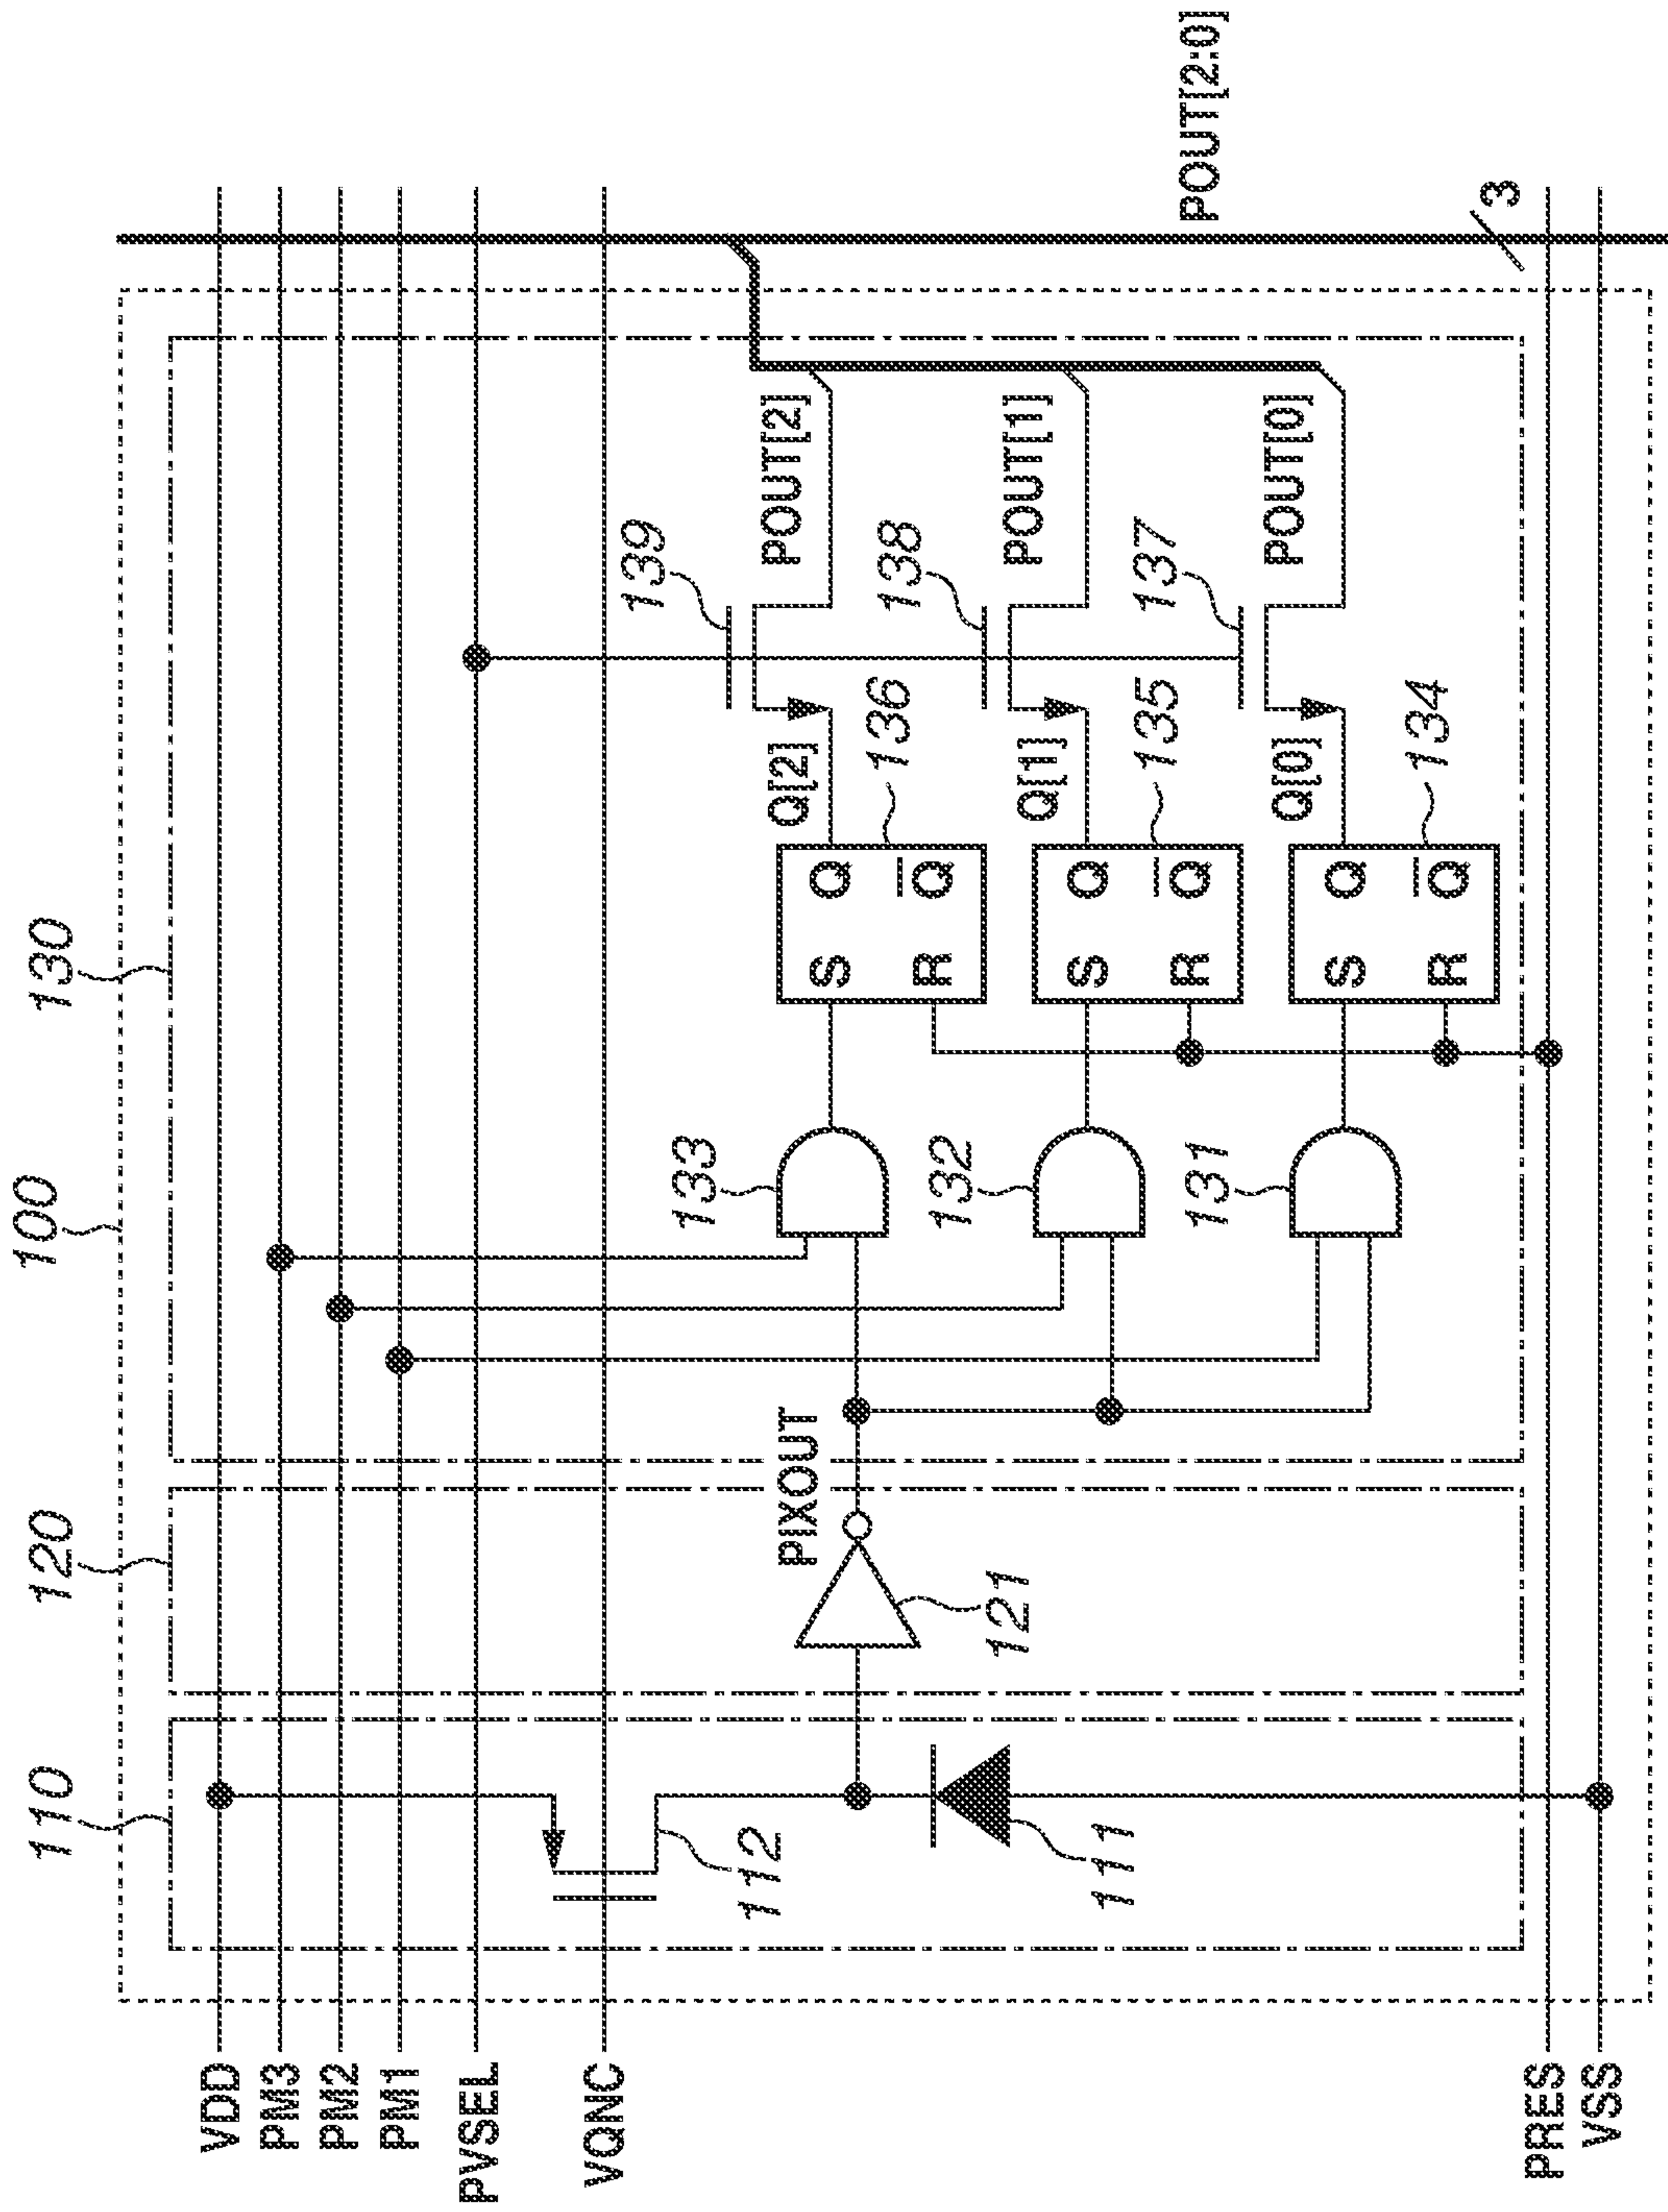 100
110
120
130
VDD
PM3
PM2
PM1
PVSEL
VQNC
PRES
VSS
112
111
121
PIXOUT
133
132
131
S Q
R Q̅
136
Q[2]
139
POUT[2]
S Q
R Q̅
135
Q[1]
138
POUT[1]
S Q
R Q̅
134
Q[0]
137
POUT[0]
POUT[2:0]
3